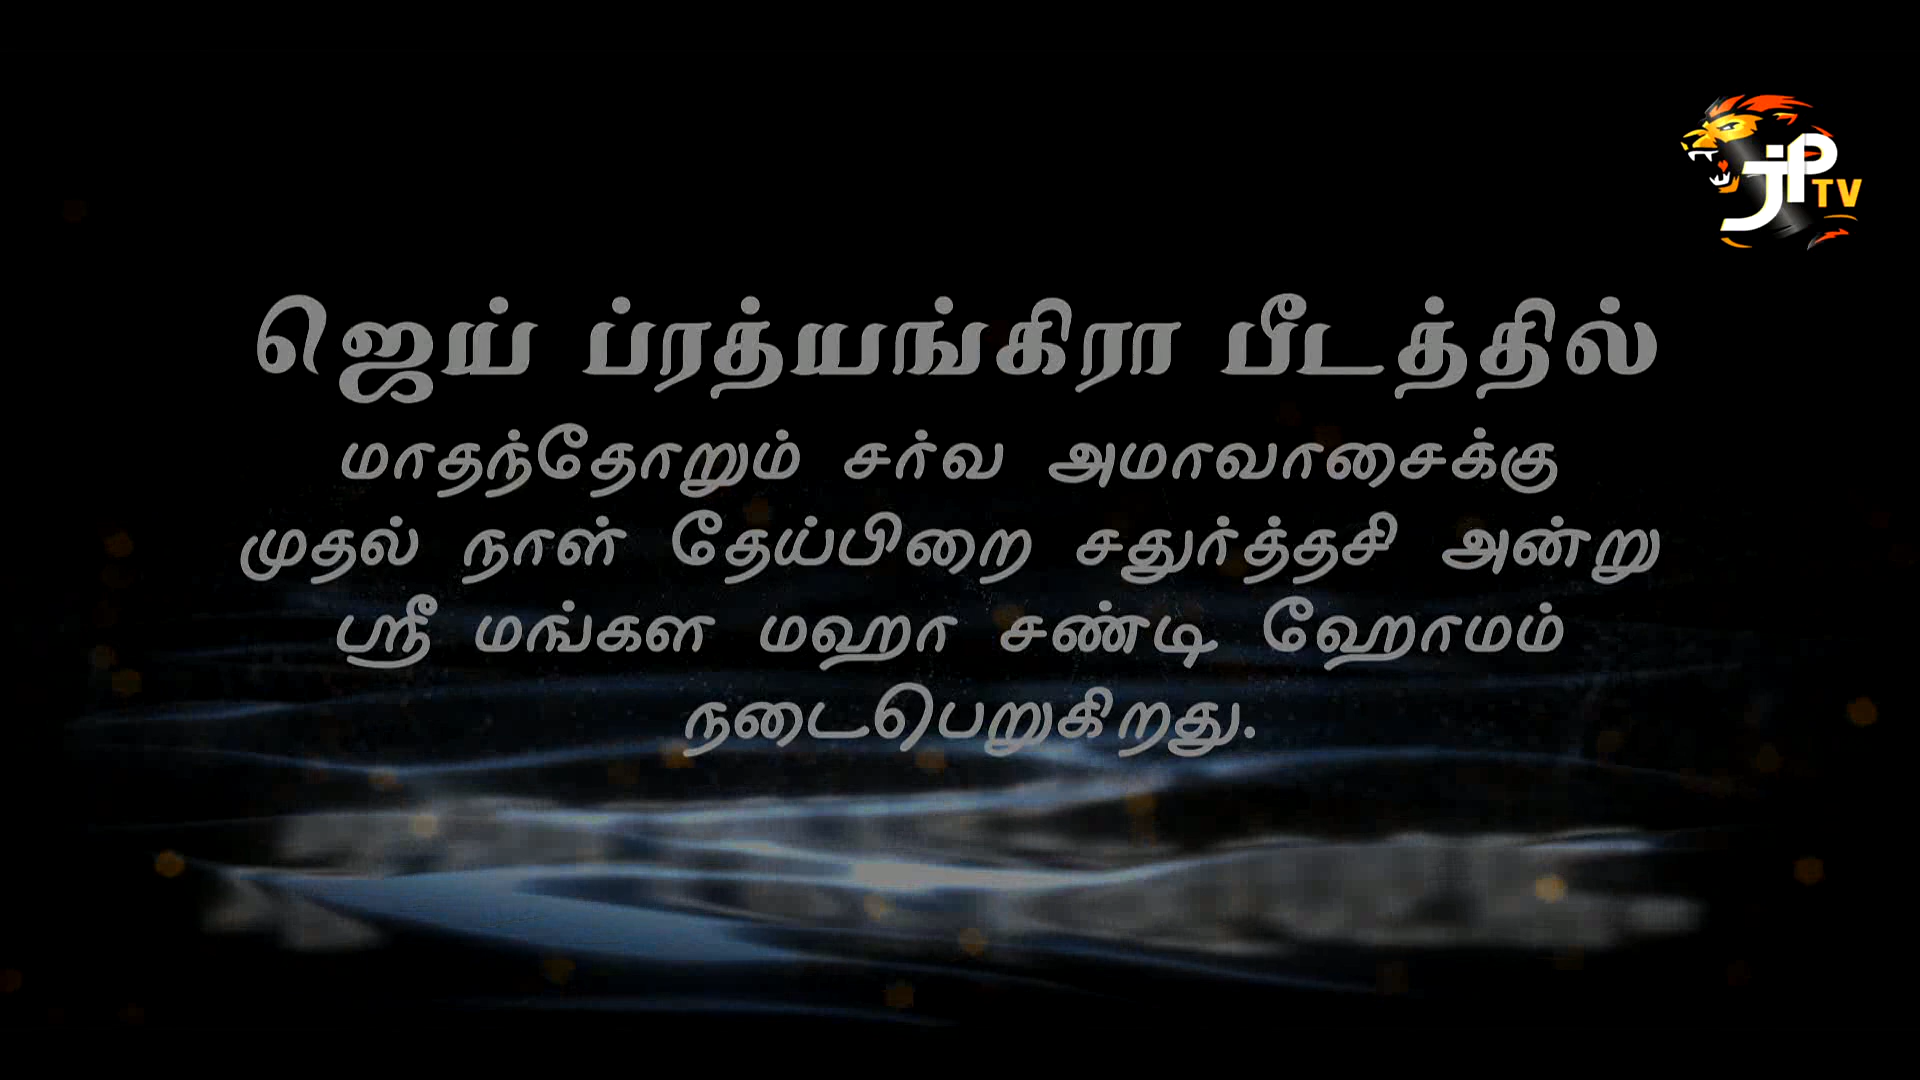 JP TV
ஜெய் ப்ரத்யங்கிரா பீடத்தில்
மாதந்தோறும் சர்வ அமாவாசைக்கு
முதல் நாள் தேய்பிறை சதுர்த்தசி அன்று
ஸ்ரீ மங்கள மஹா சண்டி ஹோமம்
நடைபெறுகிறது.